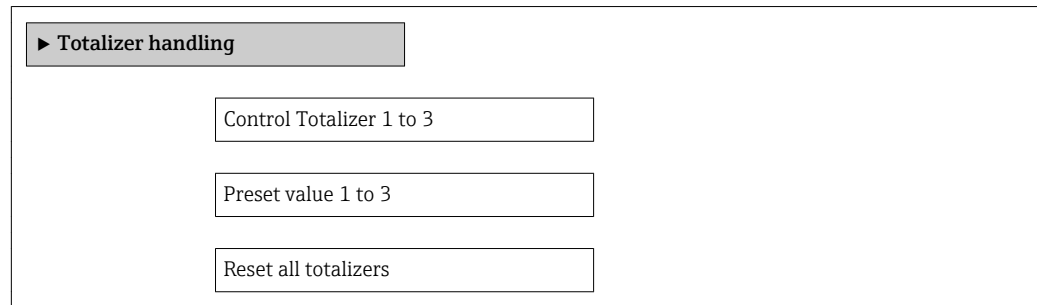 ▶ Totalizer handling
Control Totalizer 1 to 3
Preset value 1 to 3
Reset all totalizers